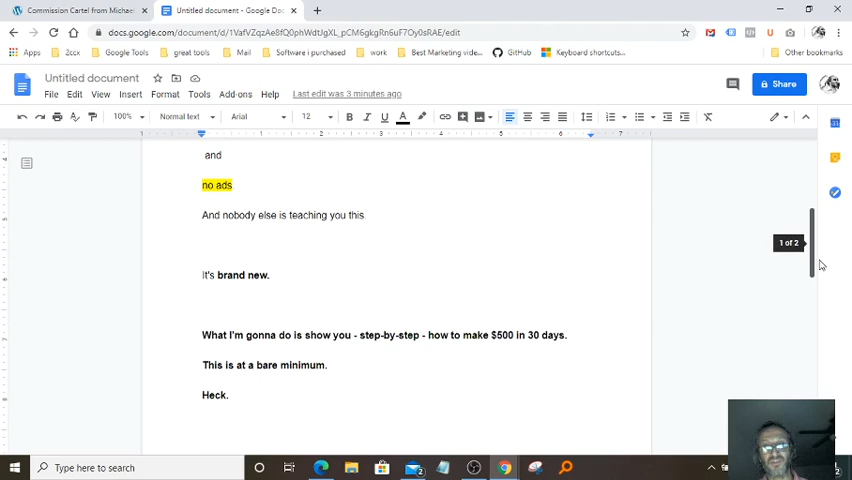 Commission Cartel from Michael
Untitled document - Google Doc
docs.google.com/document/d/1VafVZqzAe8fQ0phWdtJgXL_pCM6gkgRn6uF7Oy0sRAE/edit
Apps
2ccx
Google Tools
great tools
Mail
Software i purchased
work
Best Marketing video...
GitHub
Keyboard shortcuts...
Other bookmarks
Untitled document
File Edit View Insert Format Tools Add-ons Help Last edit was 3 minutes ago
Share
100% Normal text Arial 12
and
no ads
And nobody else is teaching you this
1 of 2
It's brand new.
What I'm gonna do is show you - step-by-step - how to make $500 in 30 days.
This is at a bare minimum.
Heck.
Type here to search